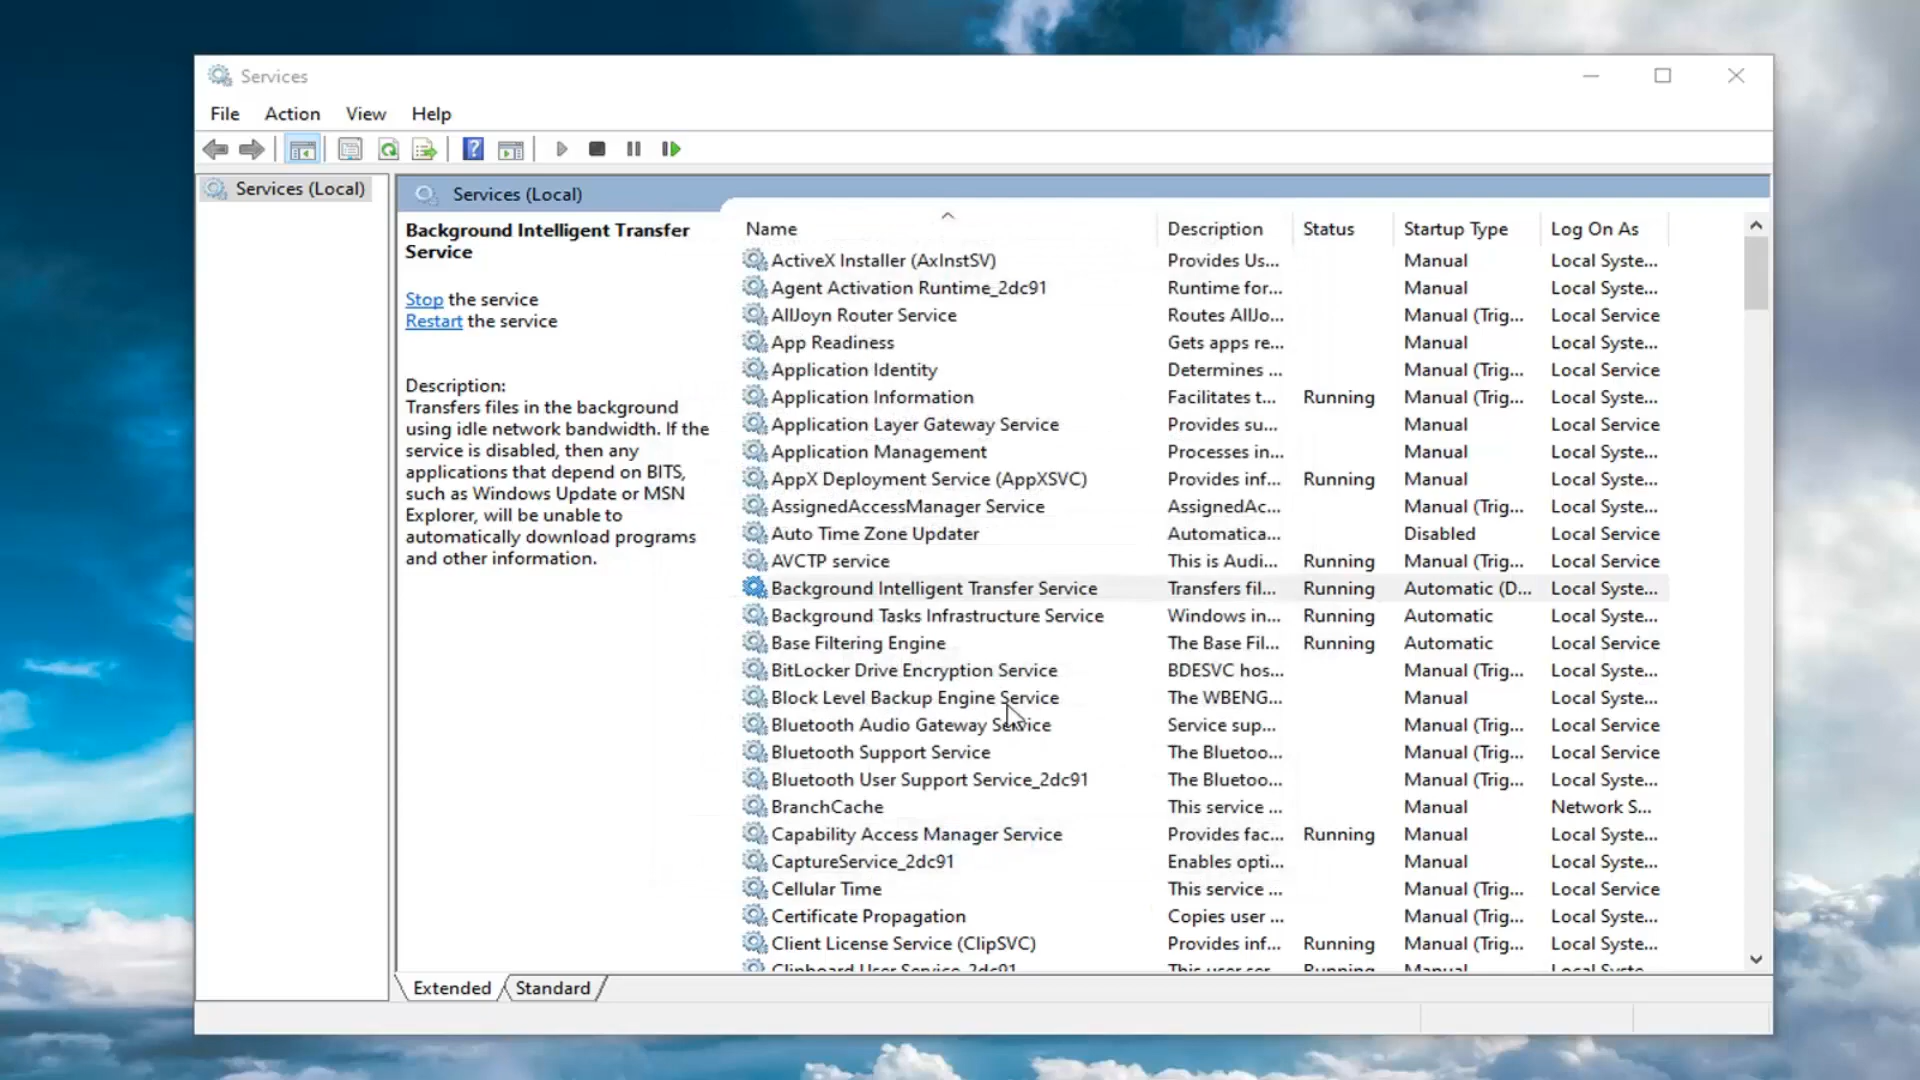 Services
File Action View Help
Services (Local)
Services (Local)
Background Intelligent Transfer
Service
Stop the service
Restart the service
Description:
Transfers files in the background
using idle network bandwidth. If the
service is disabled, then any
applications that depend on BITS,
such as Windows Update or MSN
Explorer, will be unable to
automatically download programs
and other information.
Name Description Status Startup Type Log On As
ActiveX Installer (AxInstSV) Provides Us... Manual Local Syste...
Agent Activation Runtime_2dc91 Runtime for... Manual Local Syste...
AllJoyn Router Service Routes AllJo... Manual (Trig... Local Service
App Readiness Gets apps re... Manual Local Syste...
Application Identity Determines ... Manual (Trig... Local Service
Application Information Facilitates t... Running Manual (Trig... Local Syste...
Application Layer Gateway Service Provides su... Manual Local Service
Application Management Processes in... Manual Local Syste...
AppX Deployment Service (AppXSVC) Provides inf... Running Manual Local Syste...
AssignedAccessManager Service AssignedAc... Manual (Trig... Local Syste...
Auto Time Zone Updater Automatica... Disabled Local Service
AVCTP service This is Audi... Running Manual (Trig... Local Service
Background Intelligent Transfer Service Transfers fil... Running Automatic (D... Local Syste...
Background Tasks Infrastructure Service Windows in... Running Automatic Local Syste...
Base Filtering Engine The Base Fil... Running Automatic Local Service
BitLocker Drive Encryption Service BDESVC hos... Manual (Trig... Local Syste...
Block Level Backup Engine Service The WBENG... Manual Local Syste...
Bluetooth Audio Gateway Service Service sup... Manual (Trig... Local Service
Bluetooth Support Service The Bluetoo... Manual (Trig... Local Service
Bluetooth User Support Service_2dc91 The Bluetoo... Manual (Trig... Local Syste...
BranchCache This service ... Manual Network S...
Capability Access Manager Service Provides fac... Running Manual Local Syste...
CaptureService_2dc91 Enables opti... Manual Local Syste...
Cellular Time This service ... Manual (Trig... Local Service
Certificate Propagation Copies user ... Manual (Trig... Local Syste...
Client License Service (ClipSVC) Provides inf... Running Manual (Trig... Local Syste...
Clipboard User Service_2dc91 This user ser... Running Manual Local Syste...
Extended Standard